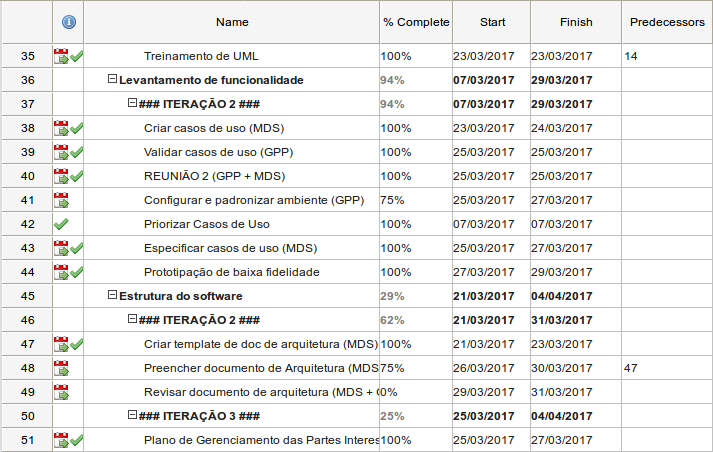 Name % Complete Start Finish Predecessors
35 Treinamento de UML 100% 23/03/2017 23/03/2017 14
36 Levantamento de funcionalidade 94% 07/03/2017 29/03/2017
37 ### ITERAÇÃO 2 ### 94% 07/03/2017 29/03/2017
38 Criar casos de uso (MDS) 100% 23/03/2017 24/03/2017
39 Validar casos de uso (GPP) 100% 25/03/2017 25/03/2017
40 REUNIÃO 2 (GPP + MDS) 100% 25/03/2017 25/03/2017
41 Configurar e padronizar ambiente (GPP) 75% 25/03/2017 27/03/2017
42 Priorizar Casos de Uso 100% 07/03/2017 07/03/2017
43 Especificar casos de uso (MDS) 100% 25/03/2017 27/03/2017
44 Prototipação de baixa fidelidade 100% 27/03/2017 29/03/2017
45 Estrutura do software 29% 21/03/2017 04/04/2017
46 ### ITERAÇÃO 2 ### 62% 21/03/2017 31/03/2017
47 Criar template de doc de arquitetura (MDS) 100% 21/03/2017 23/03/2017
48 Preencher documento de Arquitetura (MDS 75% 26/03/2017 30/03/2017 47
49 Revisar documento de arquitetura (MDS + 0% 29/03/2017 31/03/2017
50 ### ITERAÇÃO 3 ### 25% 25/03/2017 04/04/2017
51 Plano de Gerenciamento das Partes Interes 100% 25/03/2017 27/03/2017